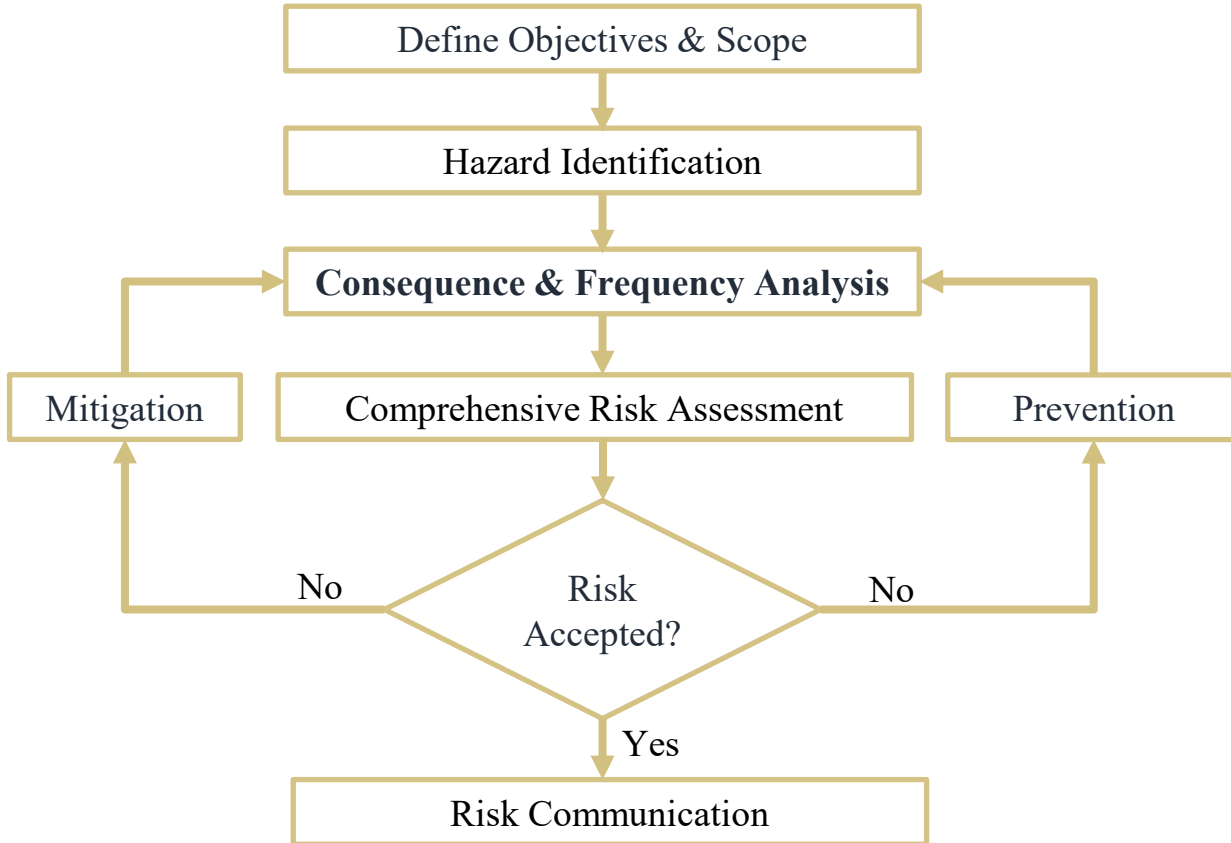 Define Objectives & Scope
Hazard Identification
Consequence & Frequency Analysis
Mitigation
Comprehensive Risk Assessment
Prevention
No
Risk
Accepted?
No
Yes
Risk Communication